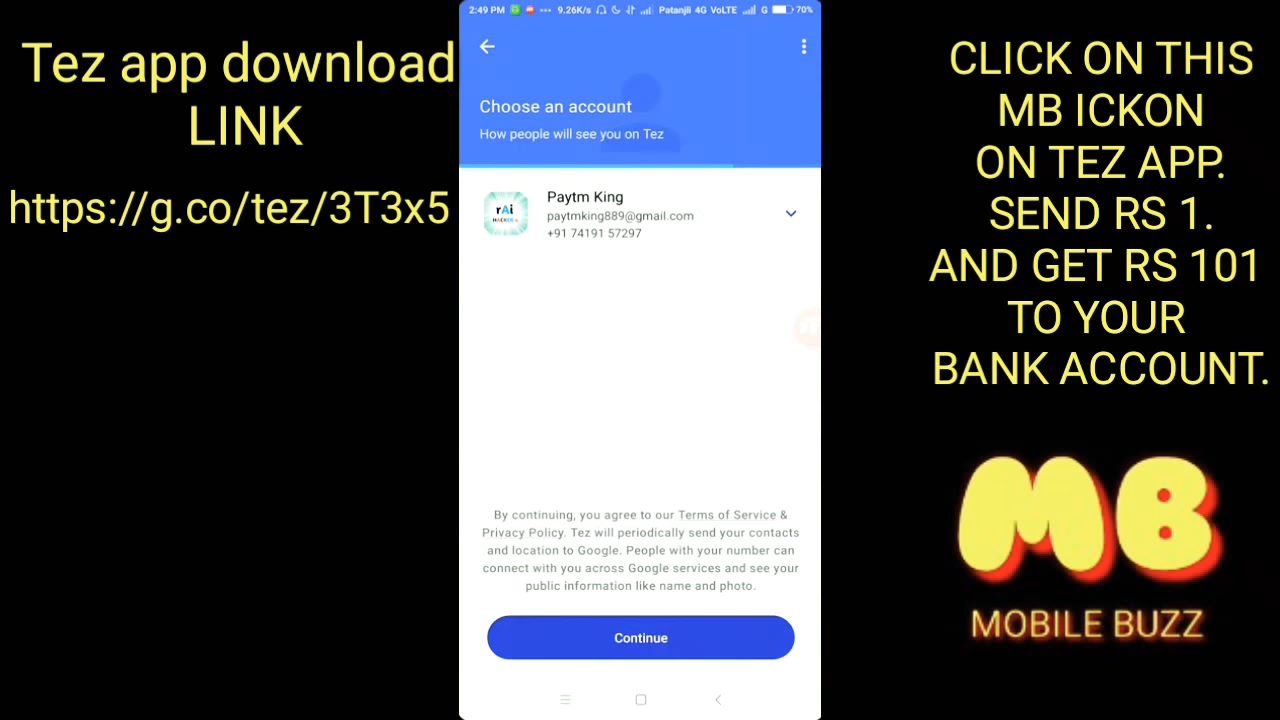 Tez app download
LINK
https://g.co/tez/3T3x5
2:49 PM
9.26K/s
Patanjli 4G VoLTE
G
70%
Choose an account
How people will see you on Tez
rAi
Paytm King
paytmking889@gmail.com
+91 74191 57297
By continuing, you agree to our Terms of Service &
Privacy Policy. Tez will periodically send your contacts
and location to Google. People with your number can
connect with you across Google services and see your
public information like name and photo.
Continue
CLICK ON THIS
MB ICKON
ON TEZ APP.
SEND RS 1.
AND GET RS 101
TO YOUR
BANK ACCOUNT.
MB
MOBILE BUZZ